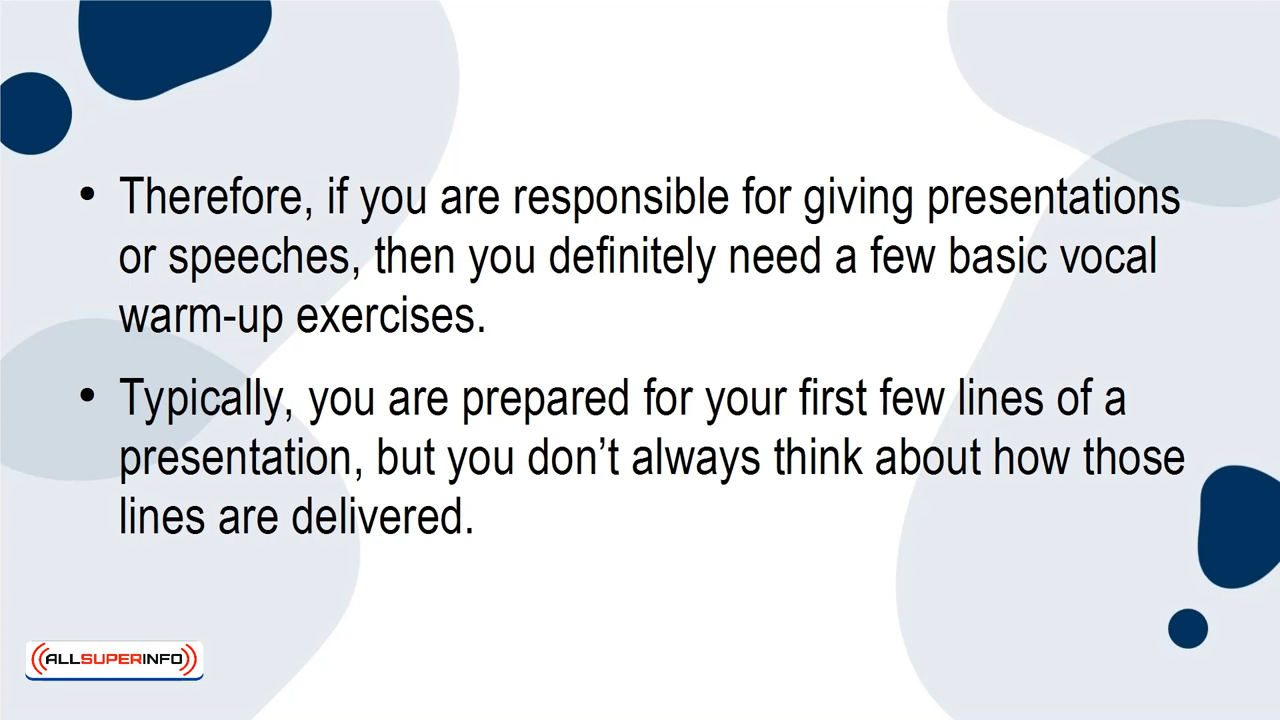 • Therefore, if you are responsible for giving presentations
or speeches, then you definitely need a few basic vocal
warm-up exercises.
• Typically, you are prepared for your first few lines of a
presentation, but you don’t always think about how those
lines are delivered.
ALLSUPERINFO